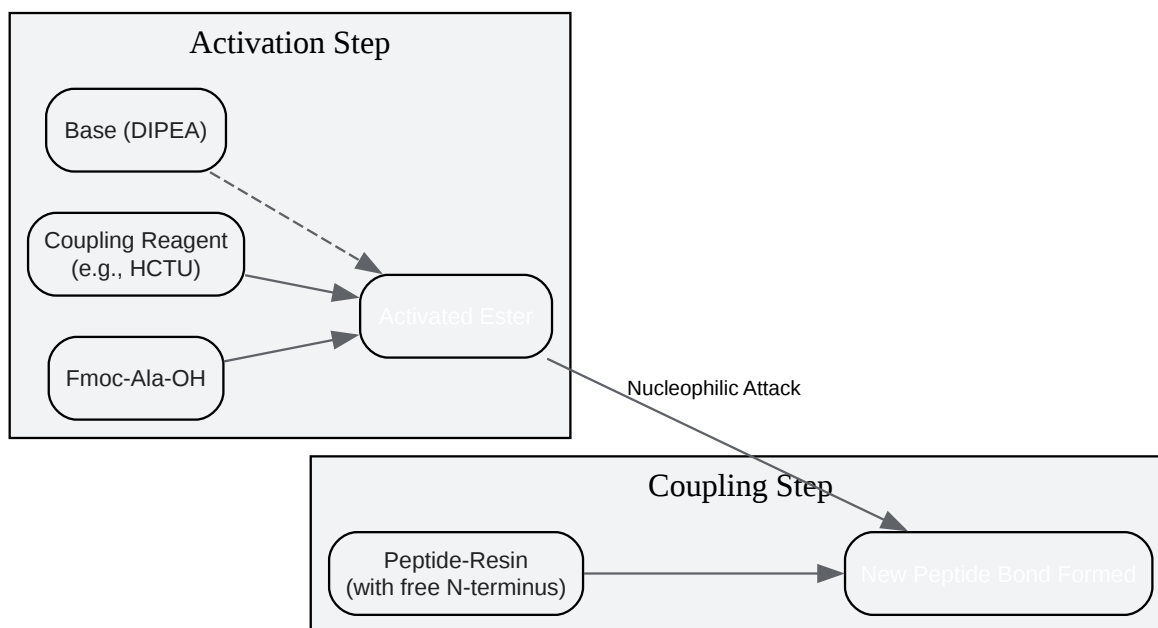 Activation Step
Base (DIPEA)
Coupling Reagent
(e.g., HCTU)
Activated Ester
Fmoc-Ala-OH
Nucleophilic Attack
Coupling Step
Peptide-Resin
(with free N-terminus)
New Peptide Bond Formed